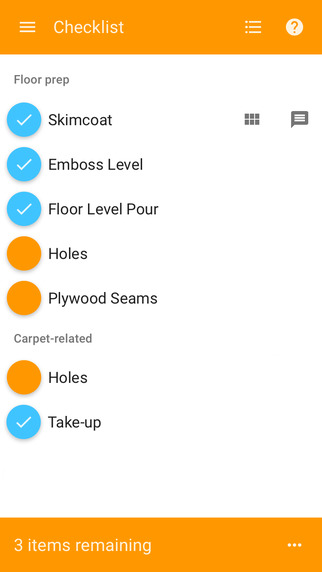 Checklist
Floor prep
Skimcoat
Emboss Level
Floor Level Pour
Holes
Plywood Seams
Carpet-related
Holes
Take-up
3 items remaining